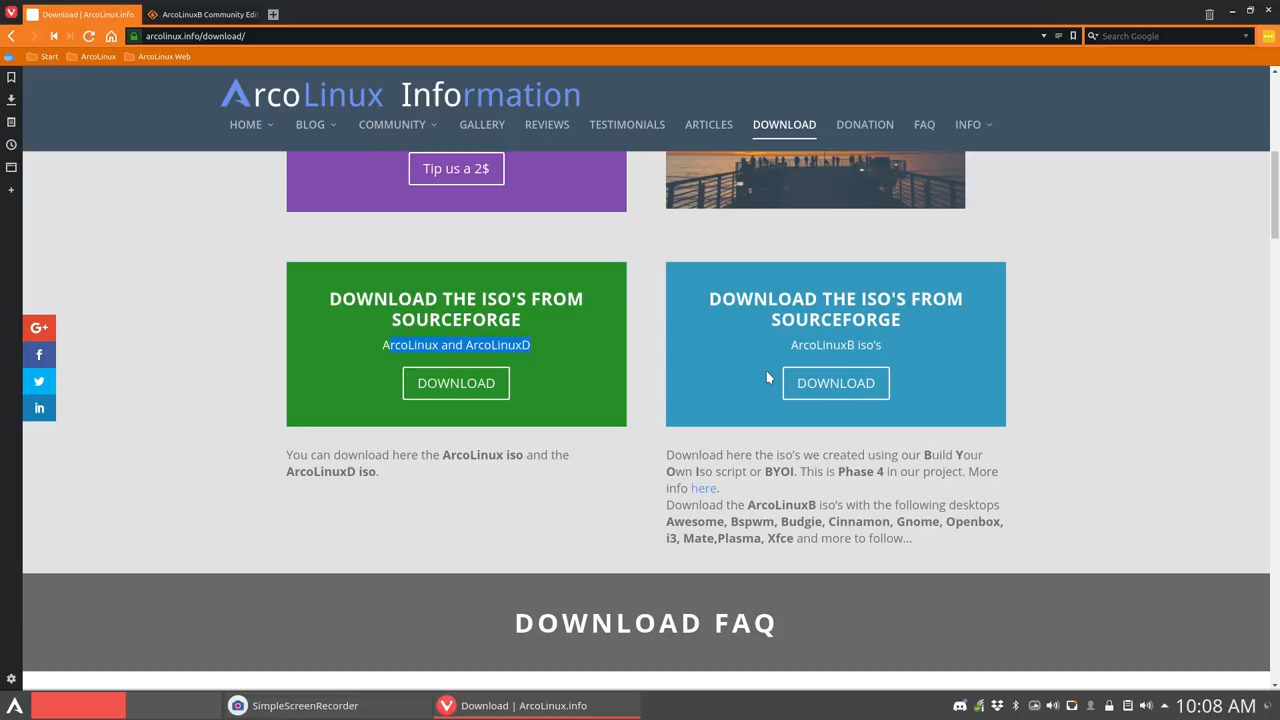 Download | ArcoLinux.info
ArcoLinuxB Community Edi
arcolinux.info/download/
Search Google
Start
ArcoLinux
ArcoLinux Web
ArcoLinux Information
HOME
BLOG
COMMUNITY
GALLERY
REVIEWS
TESTIMONIALS
ARTICLES
DOWNLOAD
DONATION
FAQ
INFO
Tip us a 2$
DOWNLOAD THE ISO'S FROM
SOURCEFORGE
ArcoLinux and ArcoLinuxD
DOWNLOAD
You can download here the ArcoLinux iso and the
ArcoLinuxD iso.
DOWNLOAD THE ISO'S FROM
SOURCEFORGE
ArcoLinuxB iso's
DOWNLOAD
Download here the iso's we created using our Build Your
Own Iso script or BYOI. This is Phase 4 in our project. More
info here.
Download the ArcoLinuxB iso's with the following desktops
Awesome, Bspwm, Budgie, Cinnamon, Gnome, Openbox,
i3, Mate,Plasma, Xfce and more to follow...
G+
f
in
DOWNLOAD FAQ
SimpleScreenRecorder
Download | ArcoLinux.info
10:08 AM